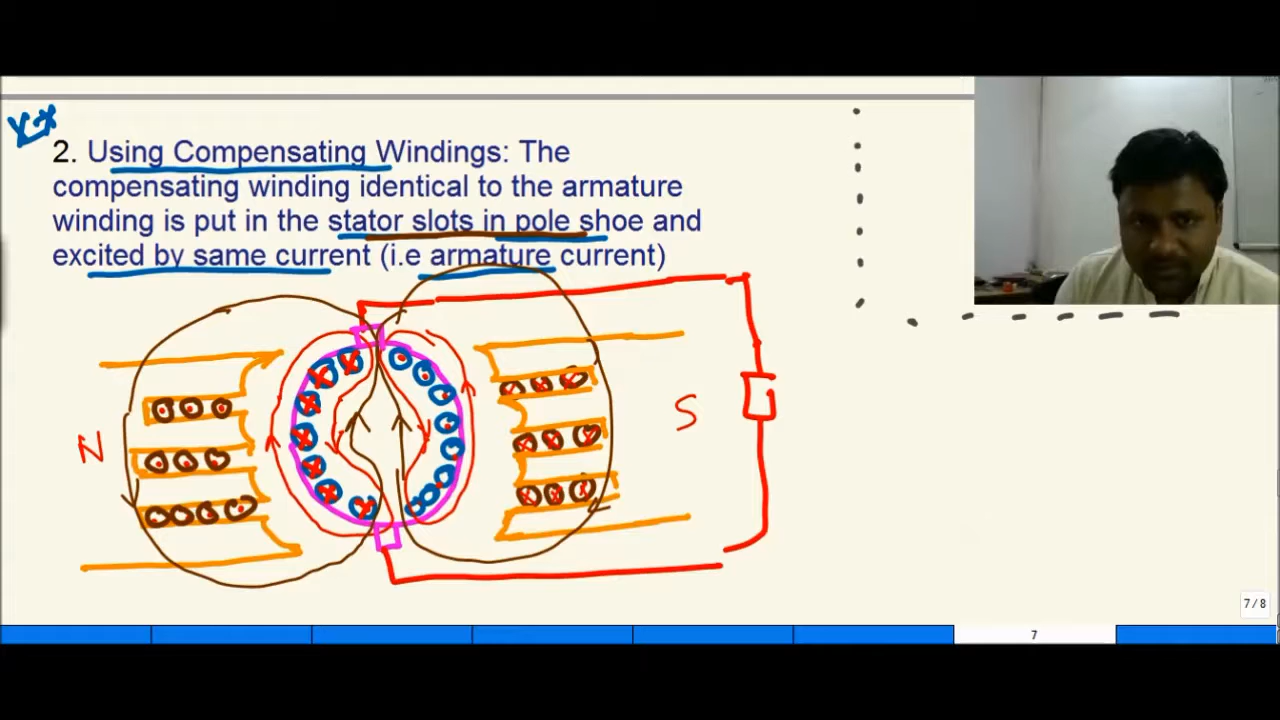 2. Using Compensating Windings: The
compensating winding identical to the armature
winding is put in the stator slots in pole shoe and
excited by same current (i.e armature current)
N
S
7/8
7